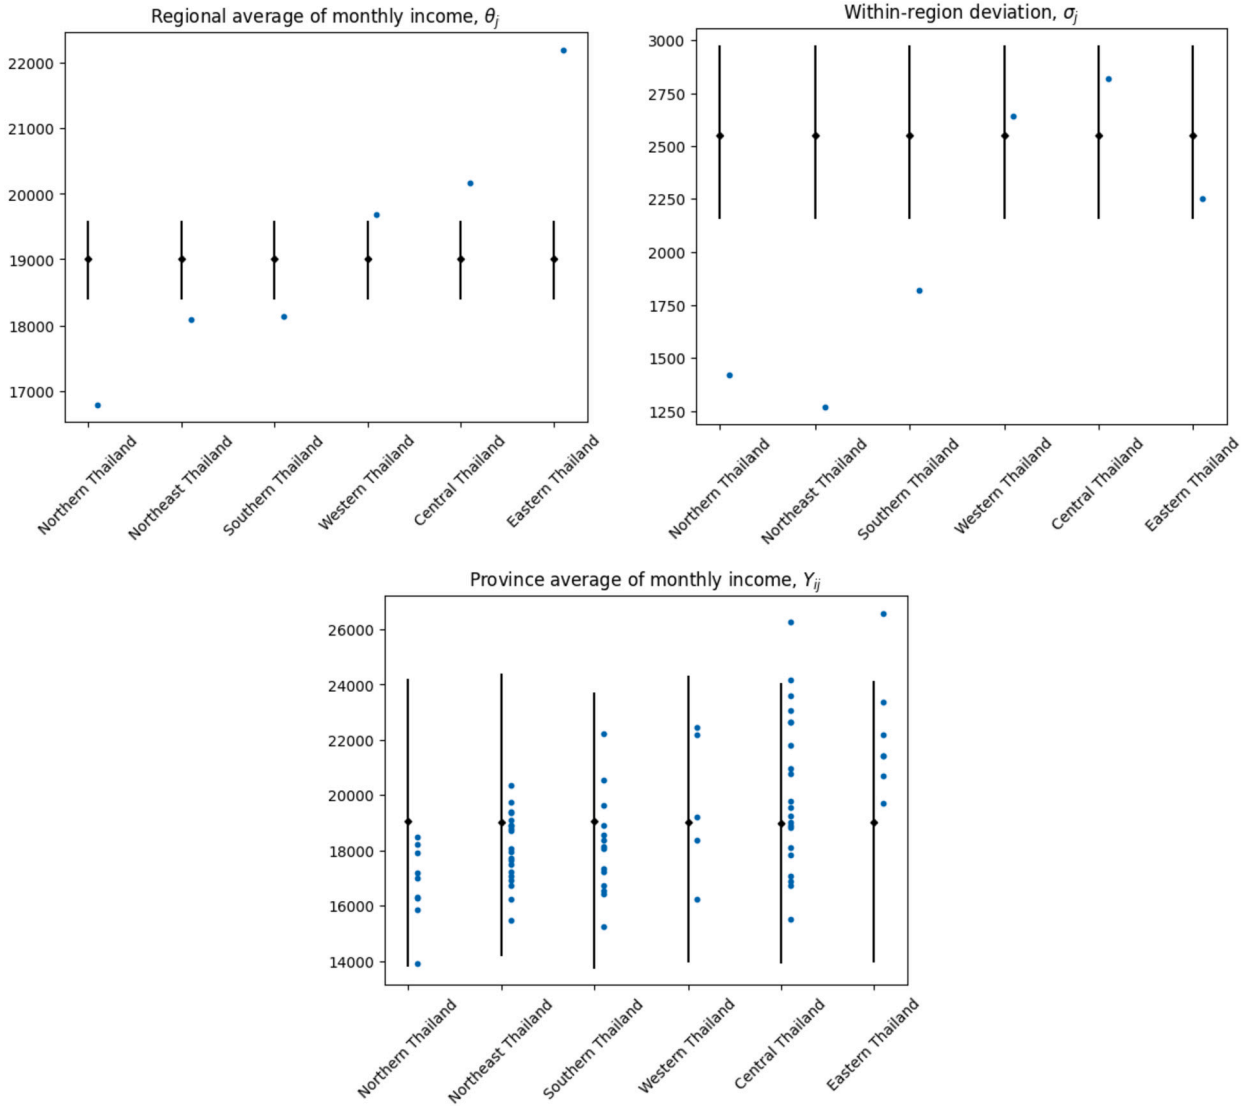 Regional average of monthly income, θj
22000
21000
20000
19000
18000
17000
Northern Thailand
Northeast Thailand
Southern Thailand
Western Thailand
Central Thailand
Eastern Thailand
Within-region deviation, σj
3000
2750
2500
2250
2000
1750
1500
1250
Northern Thailand
Northeast Thailand
Southern Thailand
Western Thailand
Central Thailand
Eastern Thailand
Province average of monthly income, Yij
26000
24000
22000
20000
18000
16000
14000
Northern Thailand
Northeast Thailand
Southern Thailand
Western Thailand
Central Thailand
Eastern Thailand